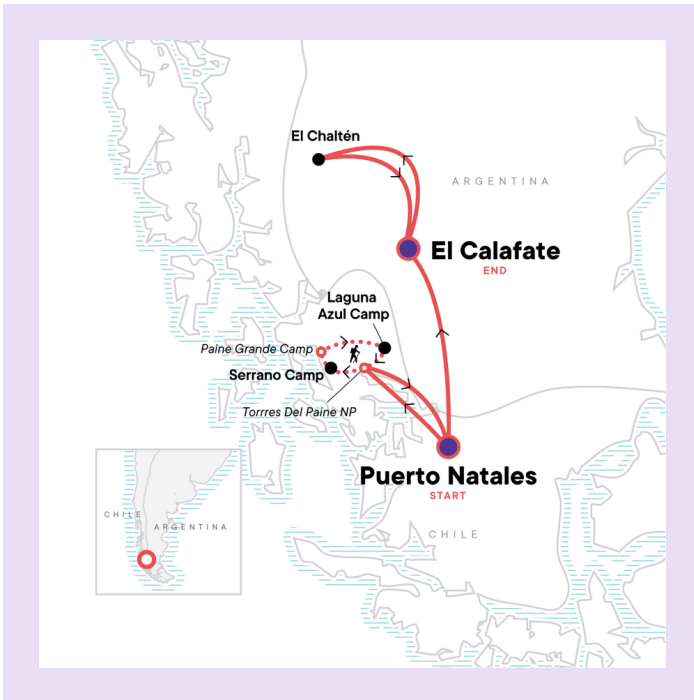 El Chaltén
ARGENTINA
El Calafate
END
Laguna
Azul Camp
Paine Grande Camp
Serrano Camp
Torrres Del Paine NP
Puerto Natales
START
CHILE
CHILE
ARGENTINA